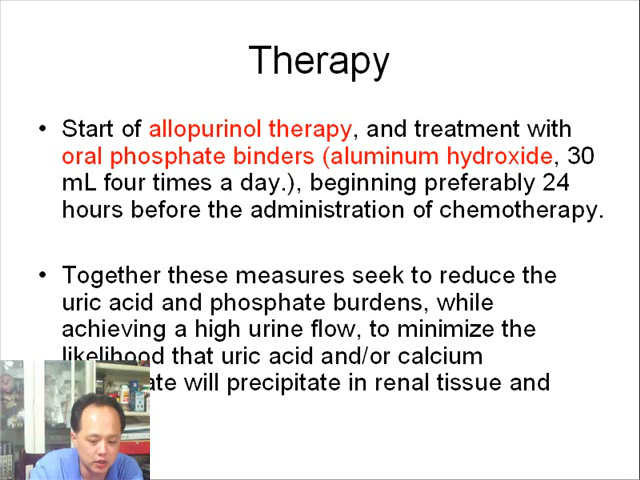 Therapy
• Start of allopurinol therapy, and treatment with
oral phosphate binders (aluminum hydroxide, 30
mL four times a day.), beginning preferably 24
hours before the administration of chemotherapy.
• Together these measures seek to reduce the
uric acid and phosphate burdens, while
achieving a high urine flow, to minimize the
likelihood that uric acid and/or calcium
ate will precipitate in renal tissue and